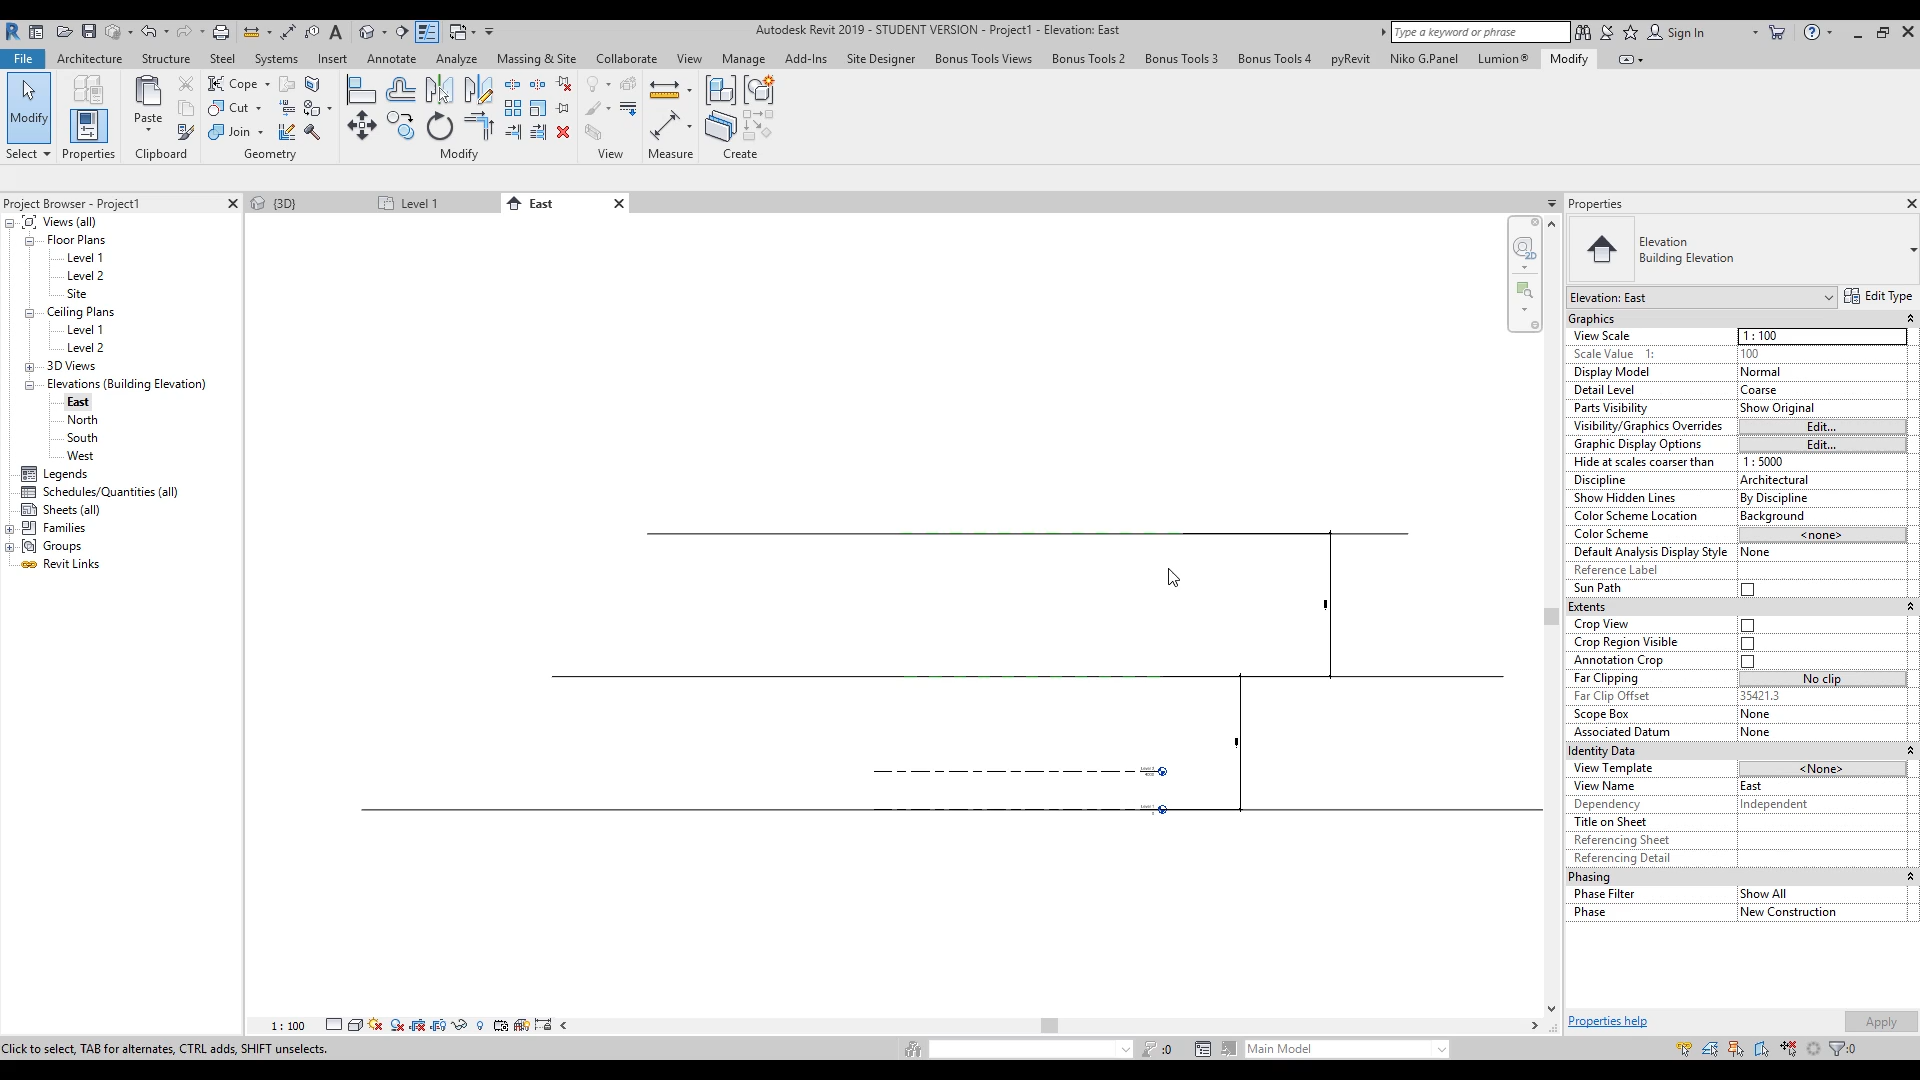 Autodesk Revit 2019 - STUDENT VERSION - Project1 - Elevation: East
Type a keyword or phrase
Sign In
File Architecture Structure Steel Systems Insert Annotate Analyze Massing & Site Collaborate View Manage Add-Ins Site Designer Bonus Tools Views Bonus Tools 2 Bonus Tools 3 Bonus Tools 4 pyRevit Niko G.Panel Lumion® Modify
Modify
Paste
Cope
Cut
Join
Select Properties Clipboard Geometry Modify View Measure Create
Project Browser - Project1
{3D}
Level 1
East
Views (all)
Floor Plans
Level 1
Level 2
Site
Ceiling Plans
Level 1
Level 2
3D Views
Elevations (Building Elevation)
East
North
South
West
Legends
Schedules/Quantities (all)
Sheets (all)
Families
Groups
Revit Links
2D
Level 2
4000
Level 1
0
Properties
Elevation
Building Elevation
Elevation: East
Edit Type
Graphics
View Scale 1 : 100
Scale Value 1: 100
Display Model Normal
Detail Level Coarse
Parts Visibility Show Original
Visibility/Graphics Overrides Edit...
Graphic Display Options Edit...
Hide at scales coarser than 1 : 5000
Discipline Architectural
Show Hidden Lines By Discipline
Color Scheme Location Background
Color Scheme <none>
Default Analysis Display Style None
Reference Label
Sun Path
Extents
Crop View
Crop Region Visible
Annotation Crop
Far Clipping No clip
Far Clip Offset 35421.3
Scope Box None
Associated Datum None
Identity Data
View Template <None>
View Name East
Dependency Independent
Title on Sheet
Referencing Sheet
Referencing Detail
Phasing
Phase Filter Show All
Phase New Construction
Properties help
Apply
1 : 100
Click to select, TAB for alternates, CTRL adds, SHIFT unselects.
:0
Main Model
:0